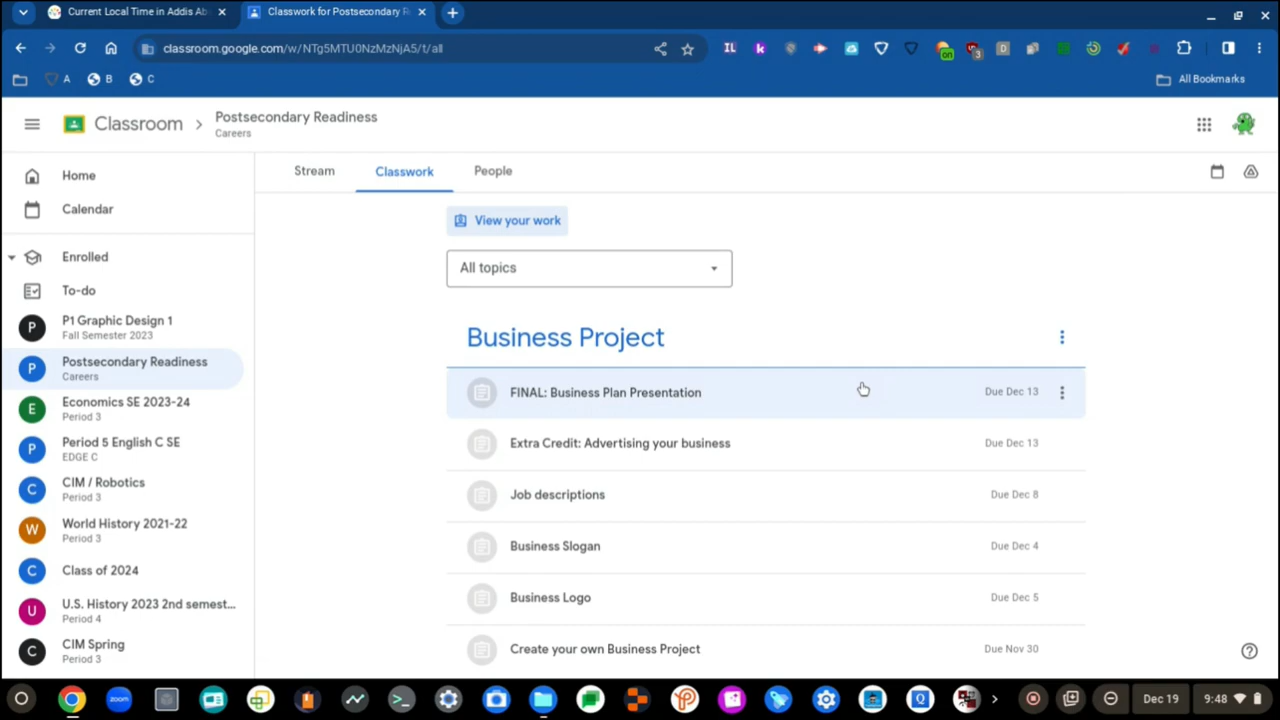 Current Local Time in Addis Ab
Classwork for Postsecondary R
classroom.google.com/w/NTg5MTU0NzMzNjA5/t/all
IL
k
on
3
D
A
B
C
All Bookmarks
Classroom
Postsecondary Readiness
Careers
Home
Calendar
Enrolled
To-do
P
P1 Graphic Design 1
Fall Semester 2023
P
Postsecondary Readiness
Careers
E
Economics SE 2023-24
Period 3
P
Period 5 English C SE
EDGE C
C
CIM / Robotics
Period 3
W
World History 2021-22
Period 3
C
Class of 2024
U
U.S. History 2023 2nd semest...
Period 4
C
CIM Spring
Period 3
Stream
Classwork
People
View your work
All topics
Business Project
FINAL: Business Plan Presentation
Due Dec 13
Extra Credit: Advertising your business
Due Dec 13
Job descriptions
Due Dec 8
Business Slogan
Due Dec 4
Business Logo
Due Dec 5
Create your own Business Project
Due Nov 30
zoom
Q
Dec 19
9:48